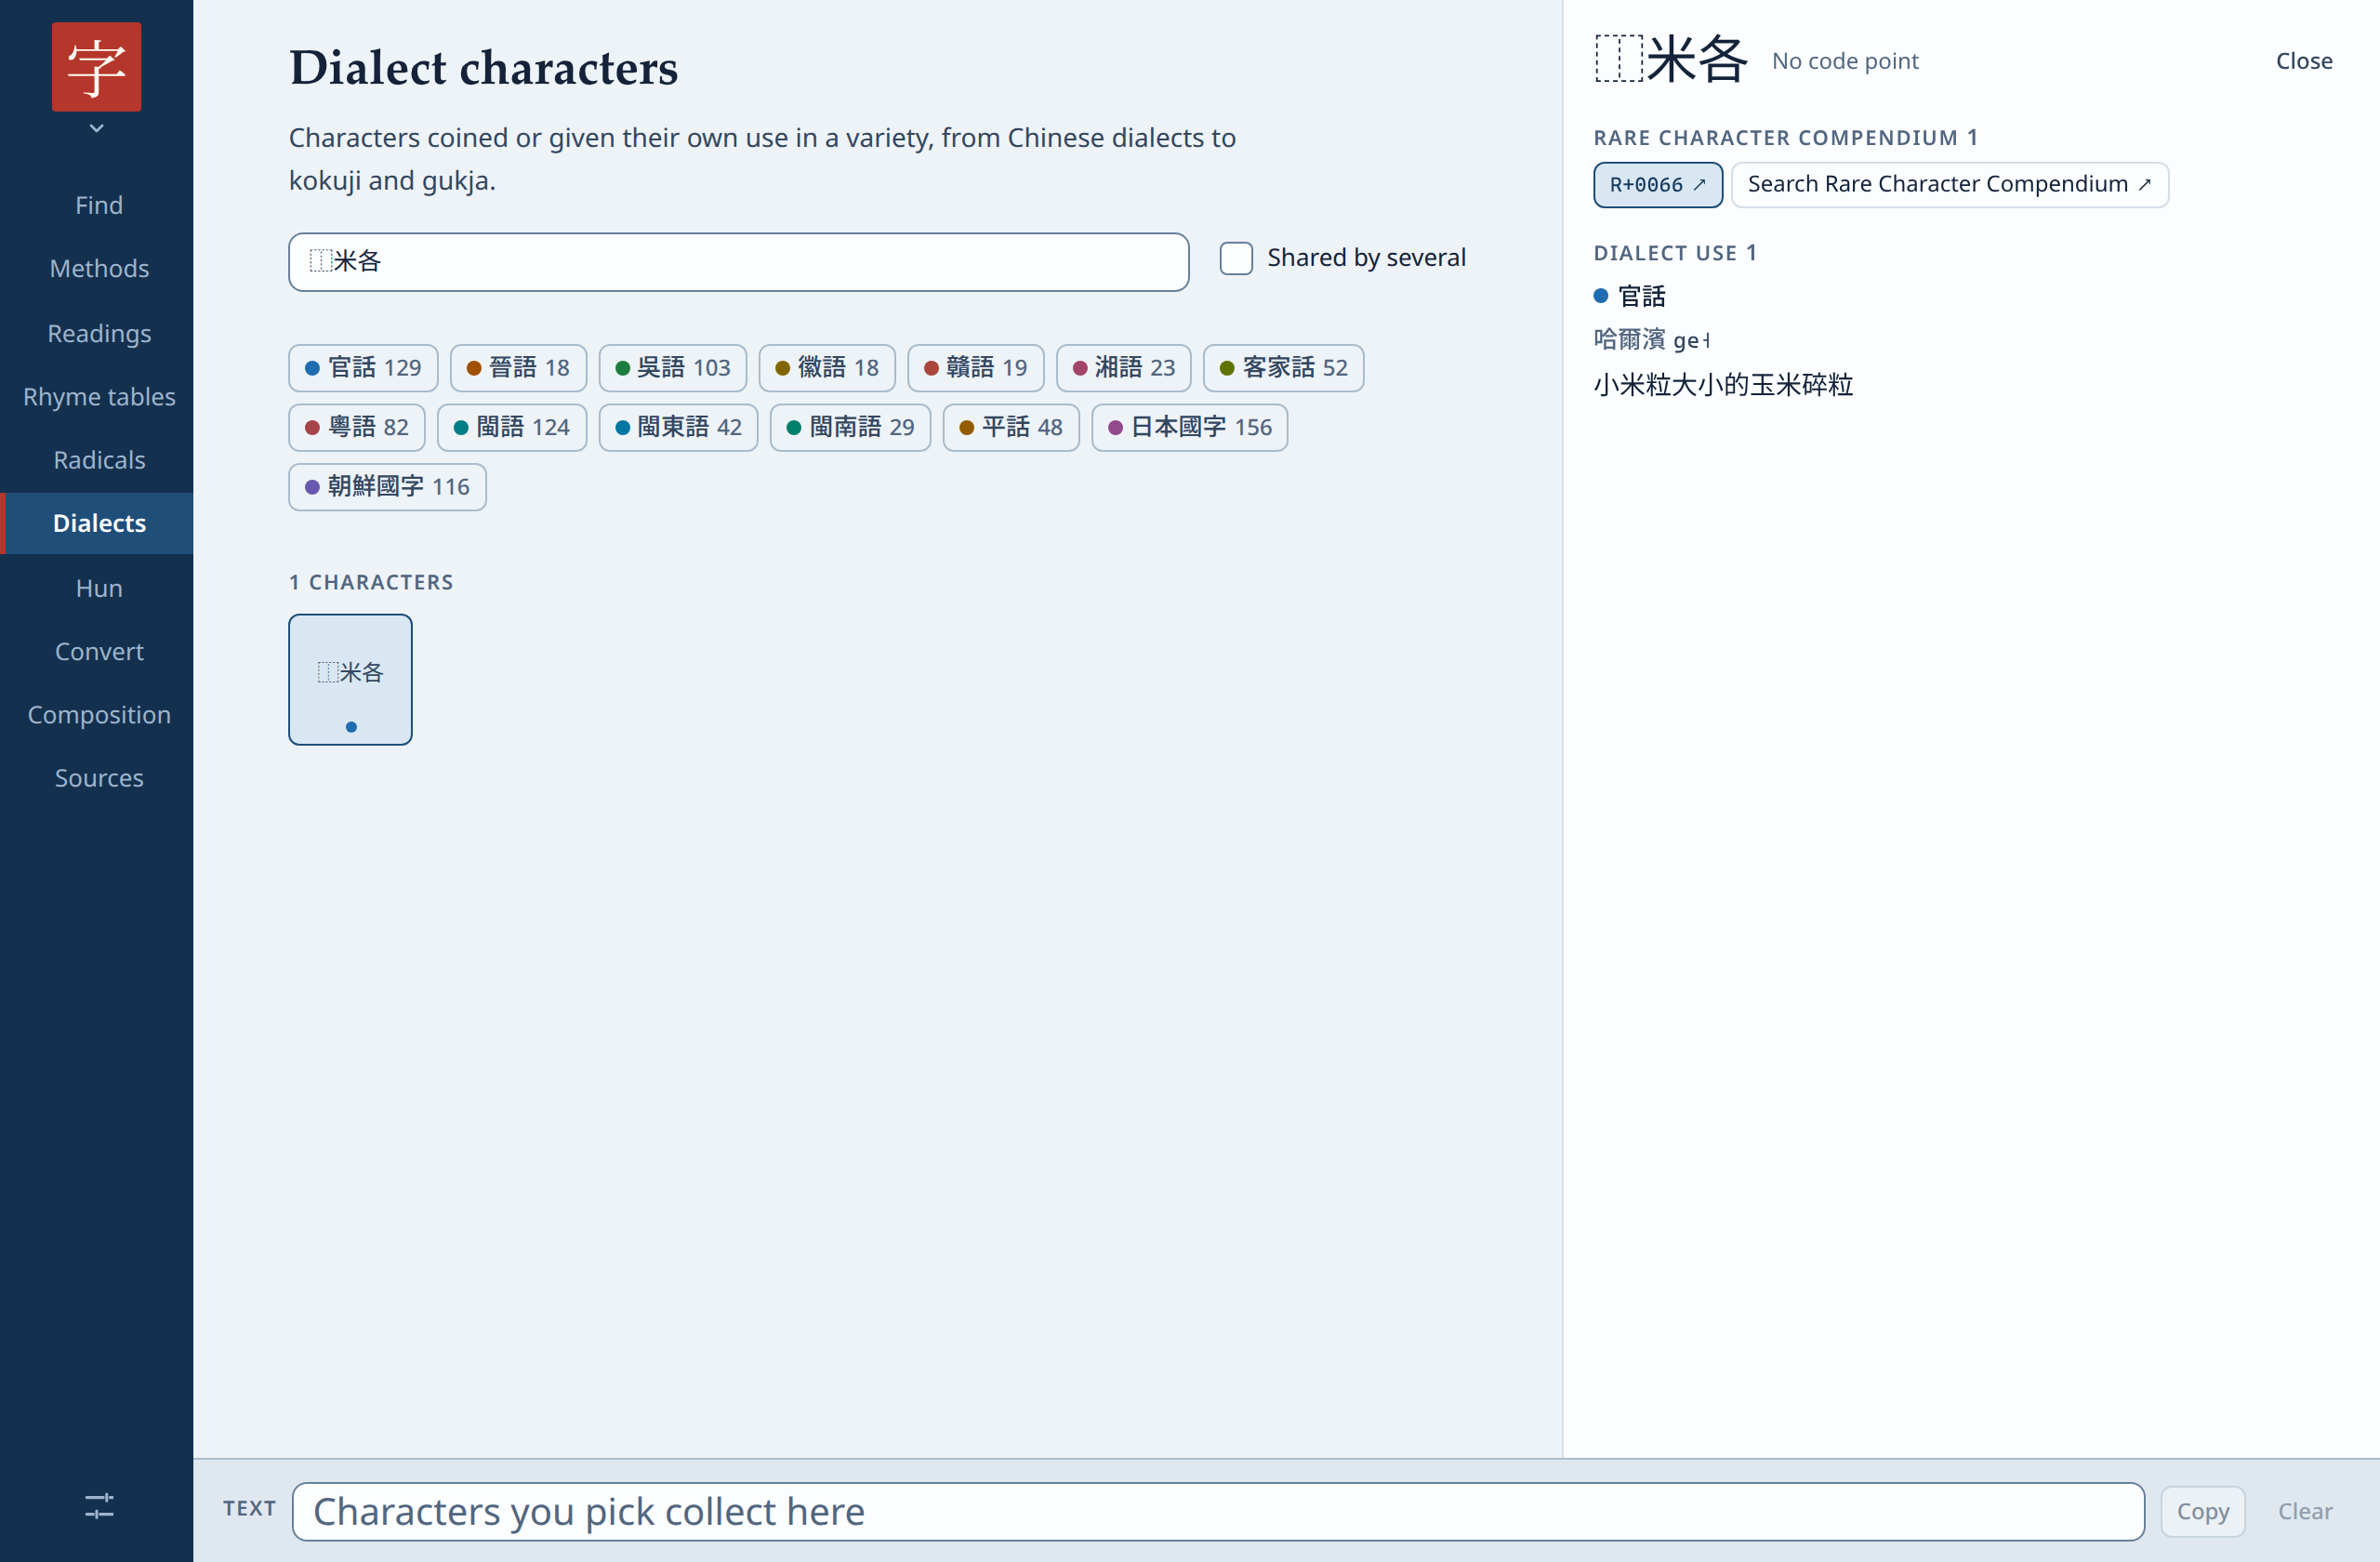 字
Find
Methods
Readings
Rhyme tables
Radicals
Dialects
Hun
Convert
Composition
Sources
Dialect characters
Characters coined or given their own use in a variety, from Chinese dialects to
kokuji and gukja.
⿰米各
Shared by several
官話 129
晉語 18
吳語 103
徽語 18
贛語 19
湘語 23
客家話 52
粵語 82
閩語 124
閩東語 42
閩南語 29
平話 48
日本國字 156
朝鮮國字 116
1 CHARACTERS
⿰米各
⿰米各 No code point
Close
RARE CHARACTER COMPENDIUM 1
R+0066 ↗
Search Rare Character Compendium ↗
DIALECT USE 1
官話
哈爾濱 ge˧
小米粒大小的玉米碎粒
TEXT
Characters you pick collect here
Copy
Clear